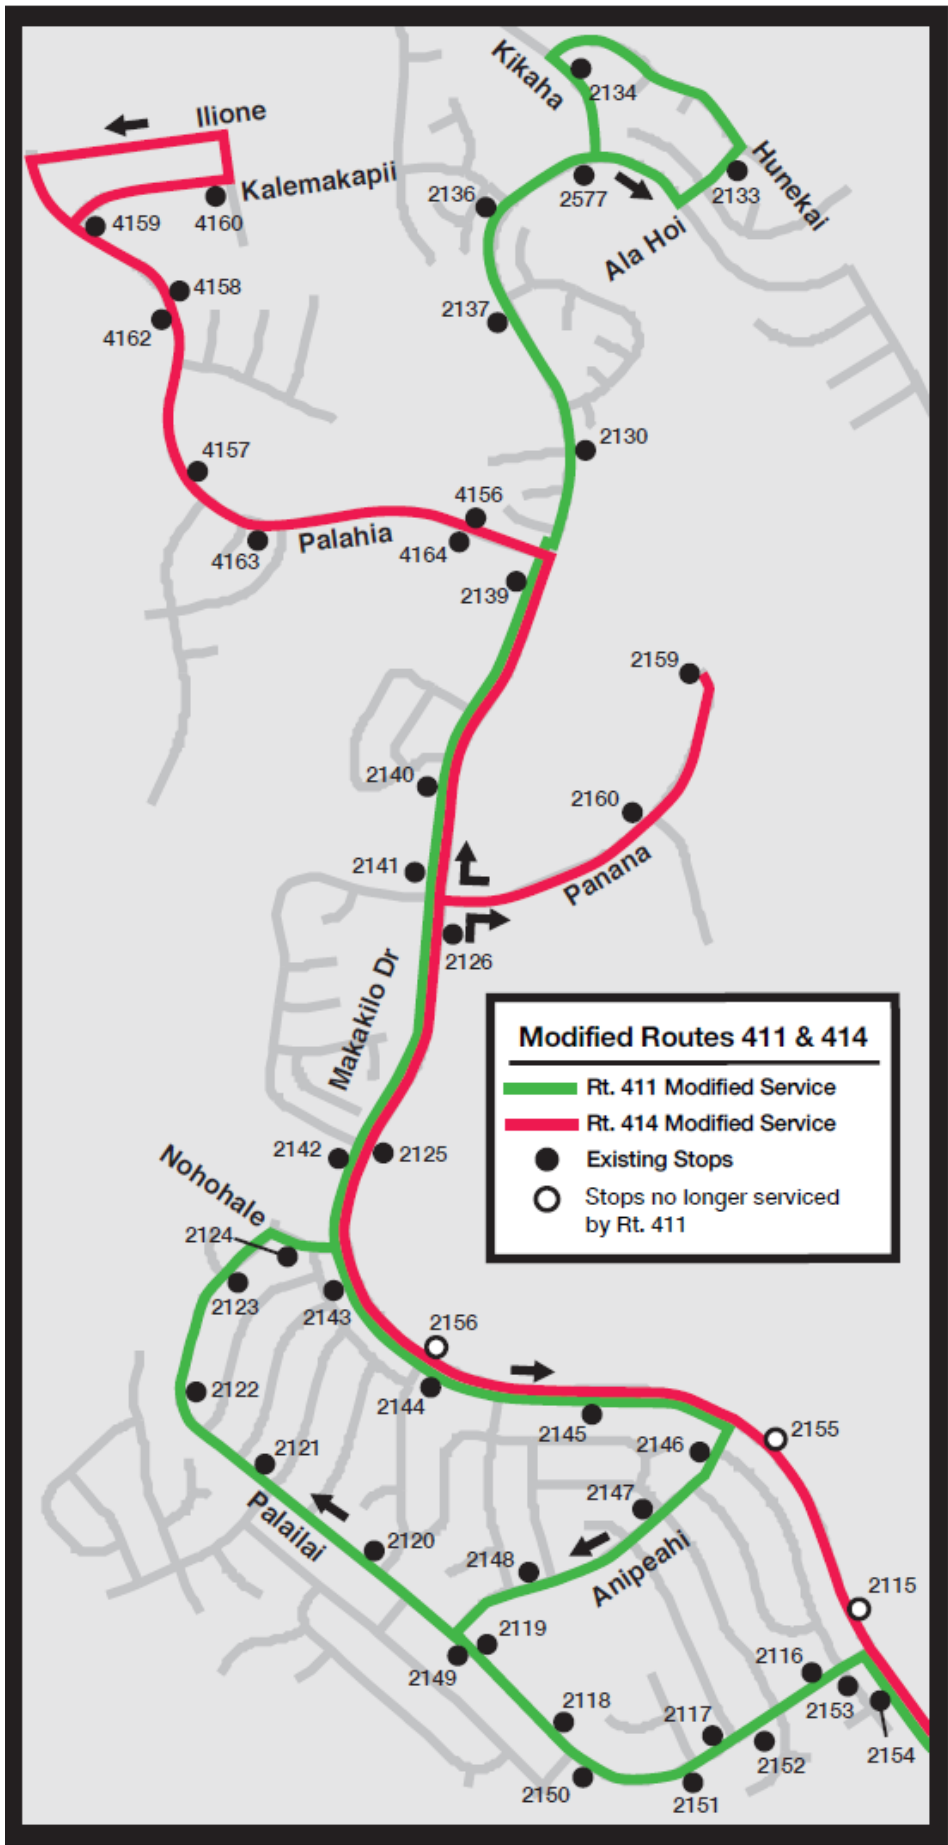 Kikaha
2134
Ilione
Hunekai
Kalemakapii
2136
2577
2133
4159
4160
Ala Hoi
4158
2137
4162
2130
4157
4156
Palahia
4164
4163
2139
2159
2140
2160
2141
Panana
2126
Makakilo Dr
Modified Routes 411 & 414
Rt. 411 Modified Service
Rt. 414 Modified Service
Existing Stops
Stops no longer serviced
by Rt. 411
2142
2125
Nohohale
2124
2123
2143
2156
2122
2144
2145
2155
2146
2121
2147
Palailai
2120
2148
Anipeahi
2115
2119
2116
2149
2153
2118
2117
2154
2152
2150
2151